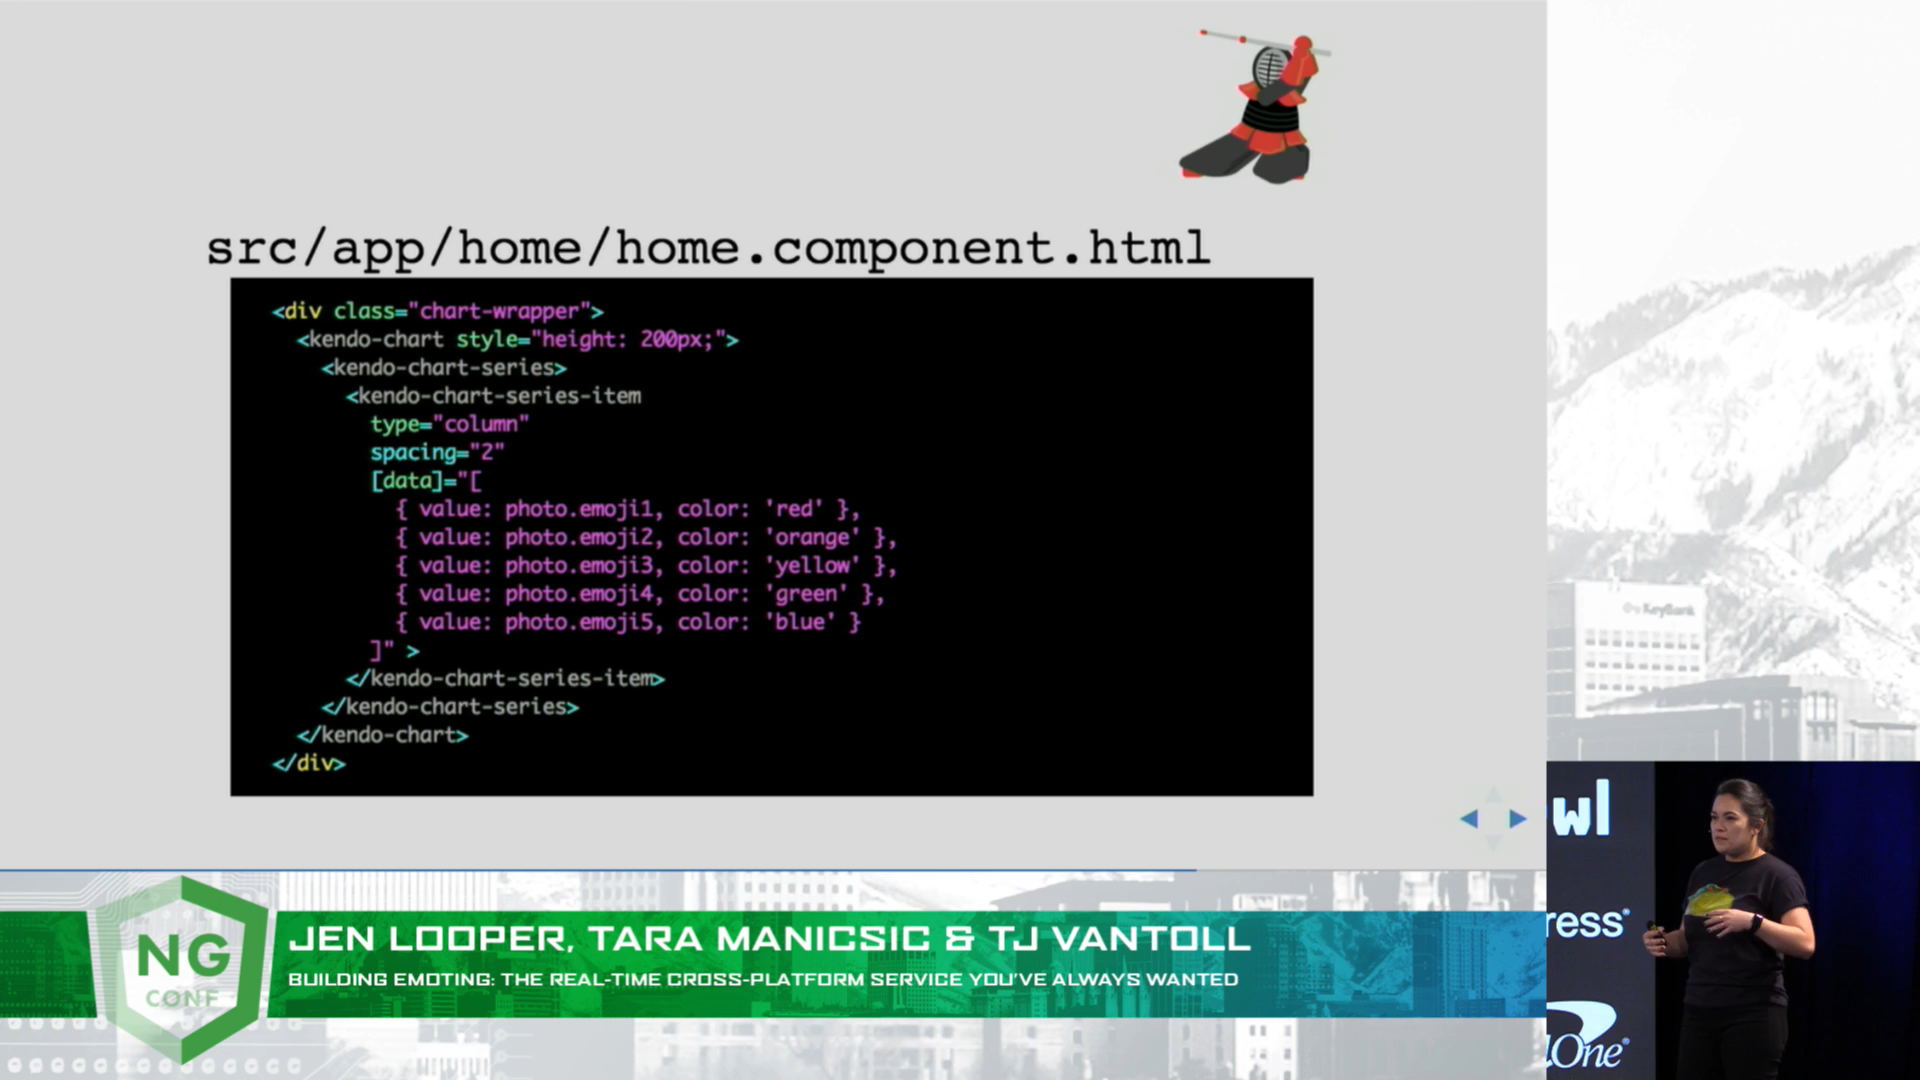 src/app/home/home.component.html
<div class="chart-wrapper">
<kendo-chart style="height: 200px;">
<kendo-chart-series>
<kendo-chart-series-item
type="column"
spacing="2"
[data]="[
{ value: photo.emoji1, color: 'red' },
{ value: photo.emoji2, color: 'orange' },
{ value: photo.emoji3, color: 'yellow' },
{ value: photo.emoji4, color: 'green' },
{ value: photo.emoji5, color: 'blue' }
]" >
</kendo-chart-series-item>
</kendo-chart-series>
</kendo-chart>
</div>
KeyBank
wl
ress®
lOne®
NG
CONF
JEN LOOPER, TARA MANICSIC & TJ VANTOLL
BUILDING EMOTING: THE REAL-TIME CROSS-PLATFORM SERVICE YOU'VE ALWAYS WANTED